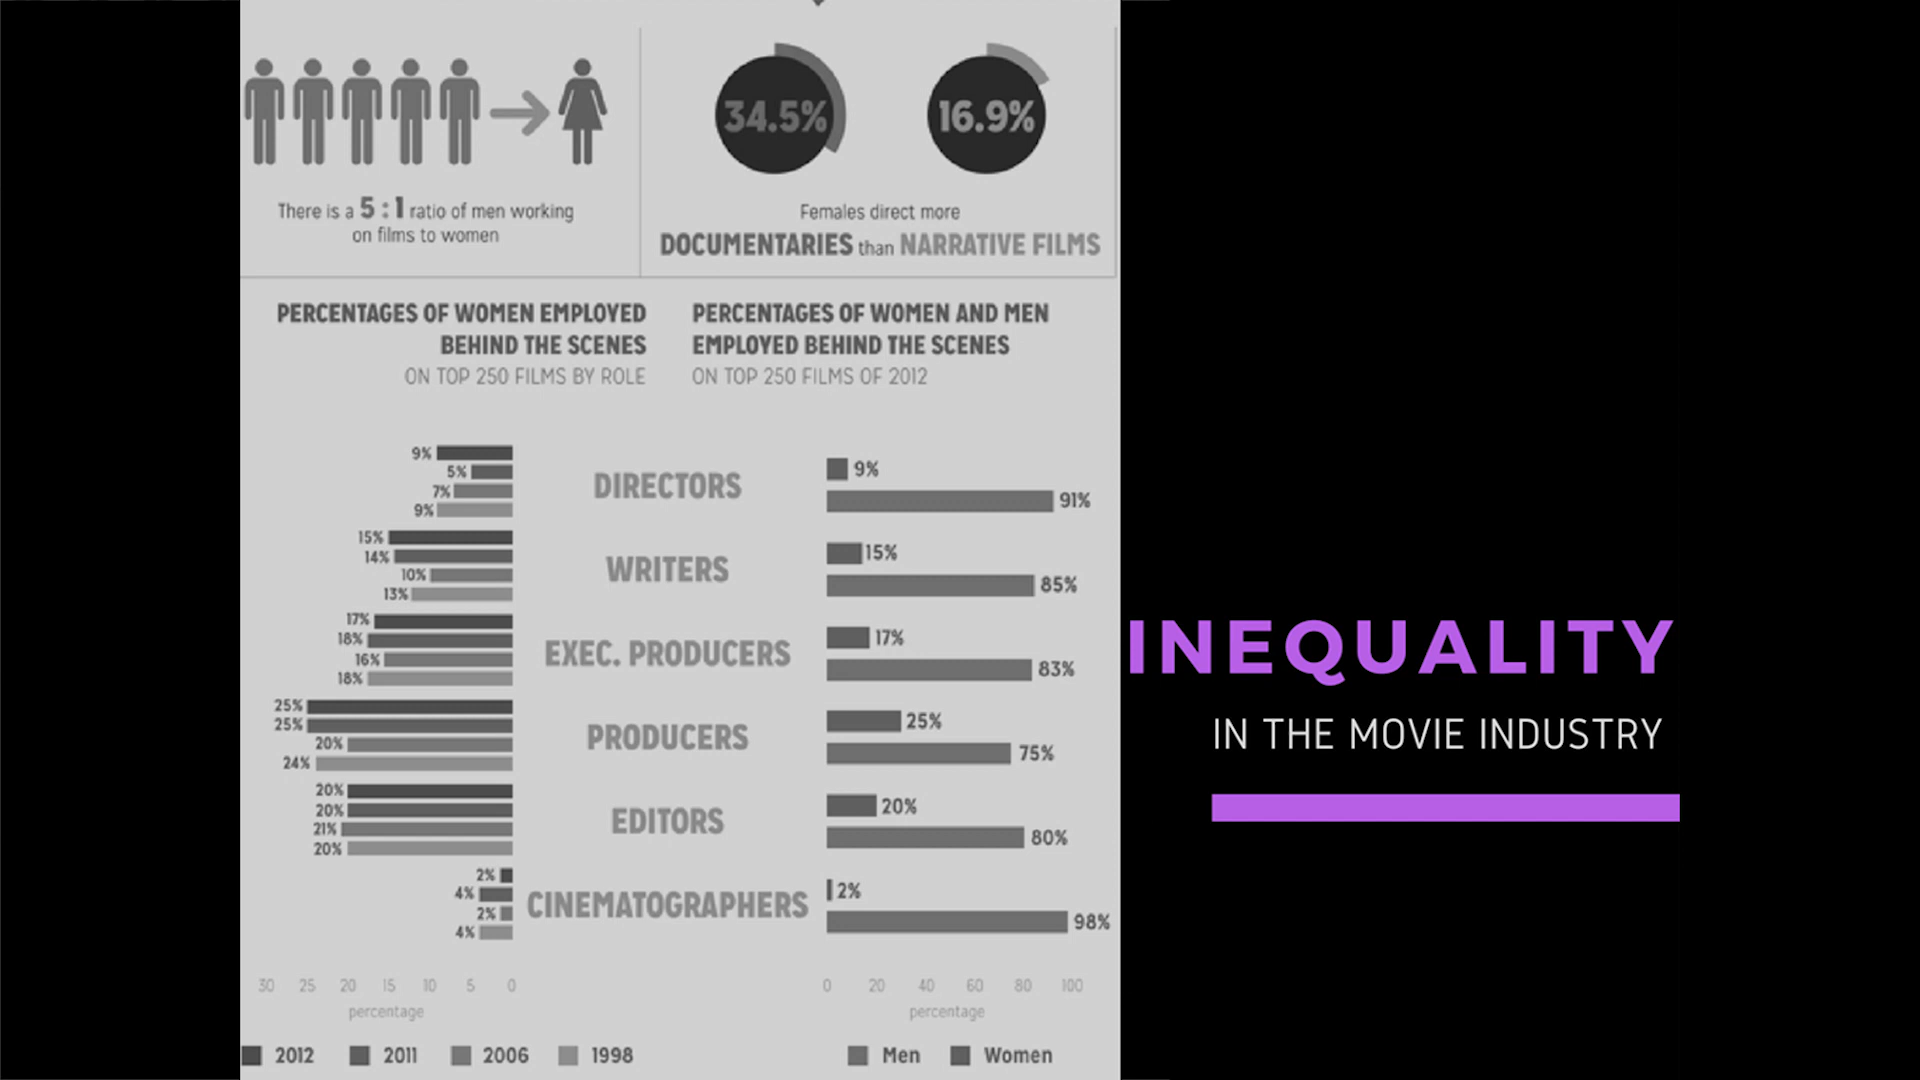 34.5%
16.9%
There is a 5 : 1 ratio of men working
on films to women
Females direct more
DOCUMENTARIES than NARRATIVE FILMS
PERCENTAGES OF WOMEN EMPLOYED
BEHIND THE SCENES
ON TOP 250 FILMS BY ROLE
PERCENTAGES OF WOMEN AND MEN
EMPLOYED BEHIND THE SCENES
ON TOP 250 FILMS OF 2012
9%
5%
7%
9%
DIRECTORS
9%
91%
15%
14%
10%
13%
WRITERS
15%
85%
17%
18%
16%
18%
EXEC. PRODUCERS
17%
83%
25%
25%
20%
24%
PRODUCERS
25%
75%
20%
20%
21%
20%
EDITORS
20%
80%
2%
4%
2%
4%
CINEMATOGRAPHERS
2%
98%
30 25 20 15 10 5 0
percentage
0 20 40 60 80 100
percentage
2012 2011 2006 1998
Men Women
INEQUALITY
IN THE MOVIE INDUSTRY